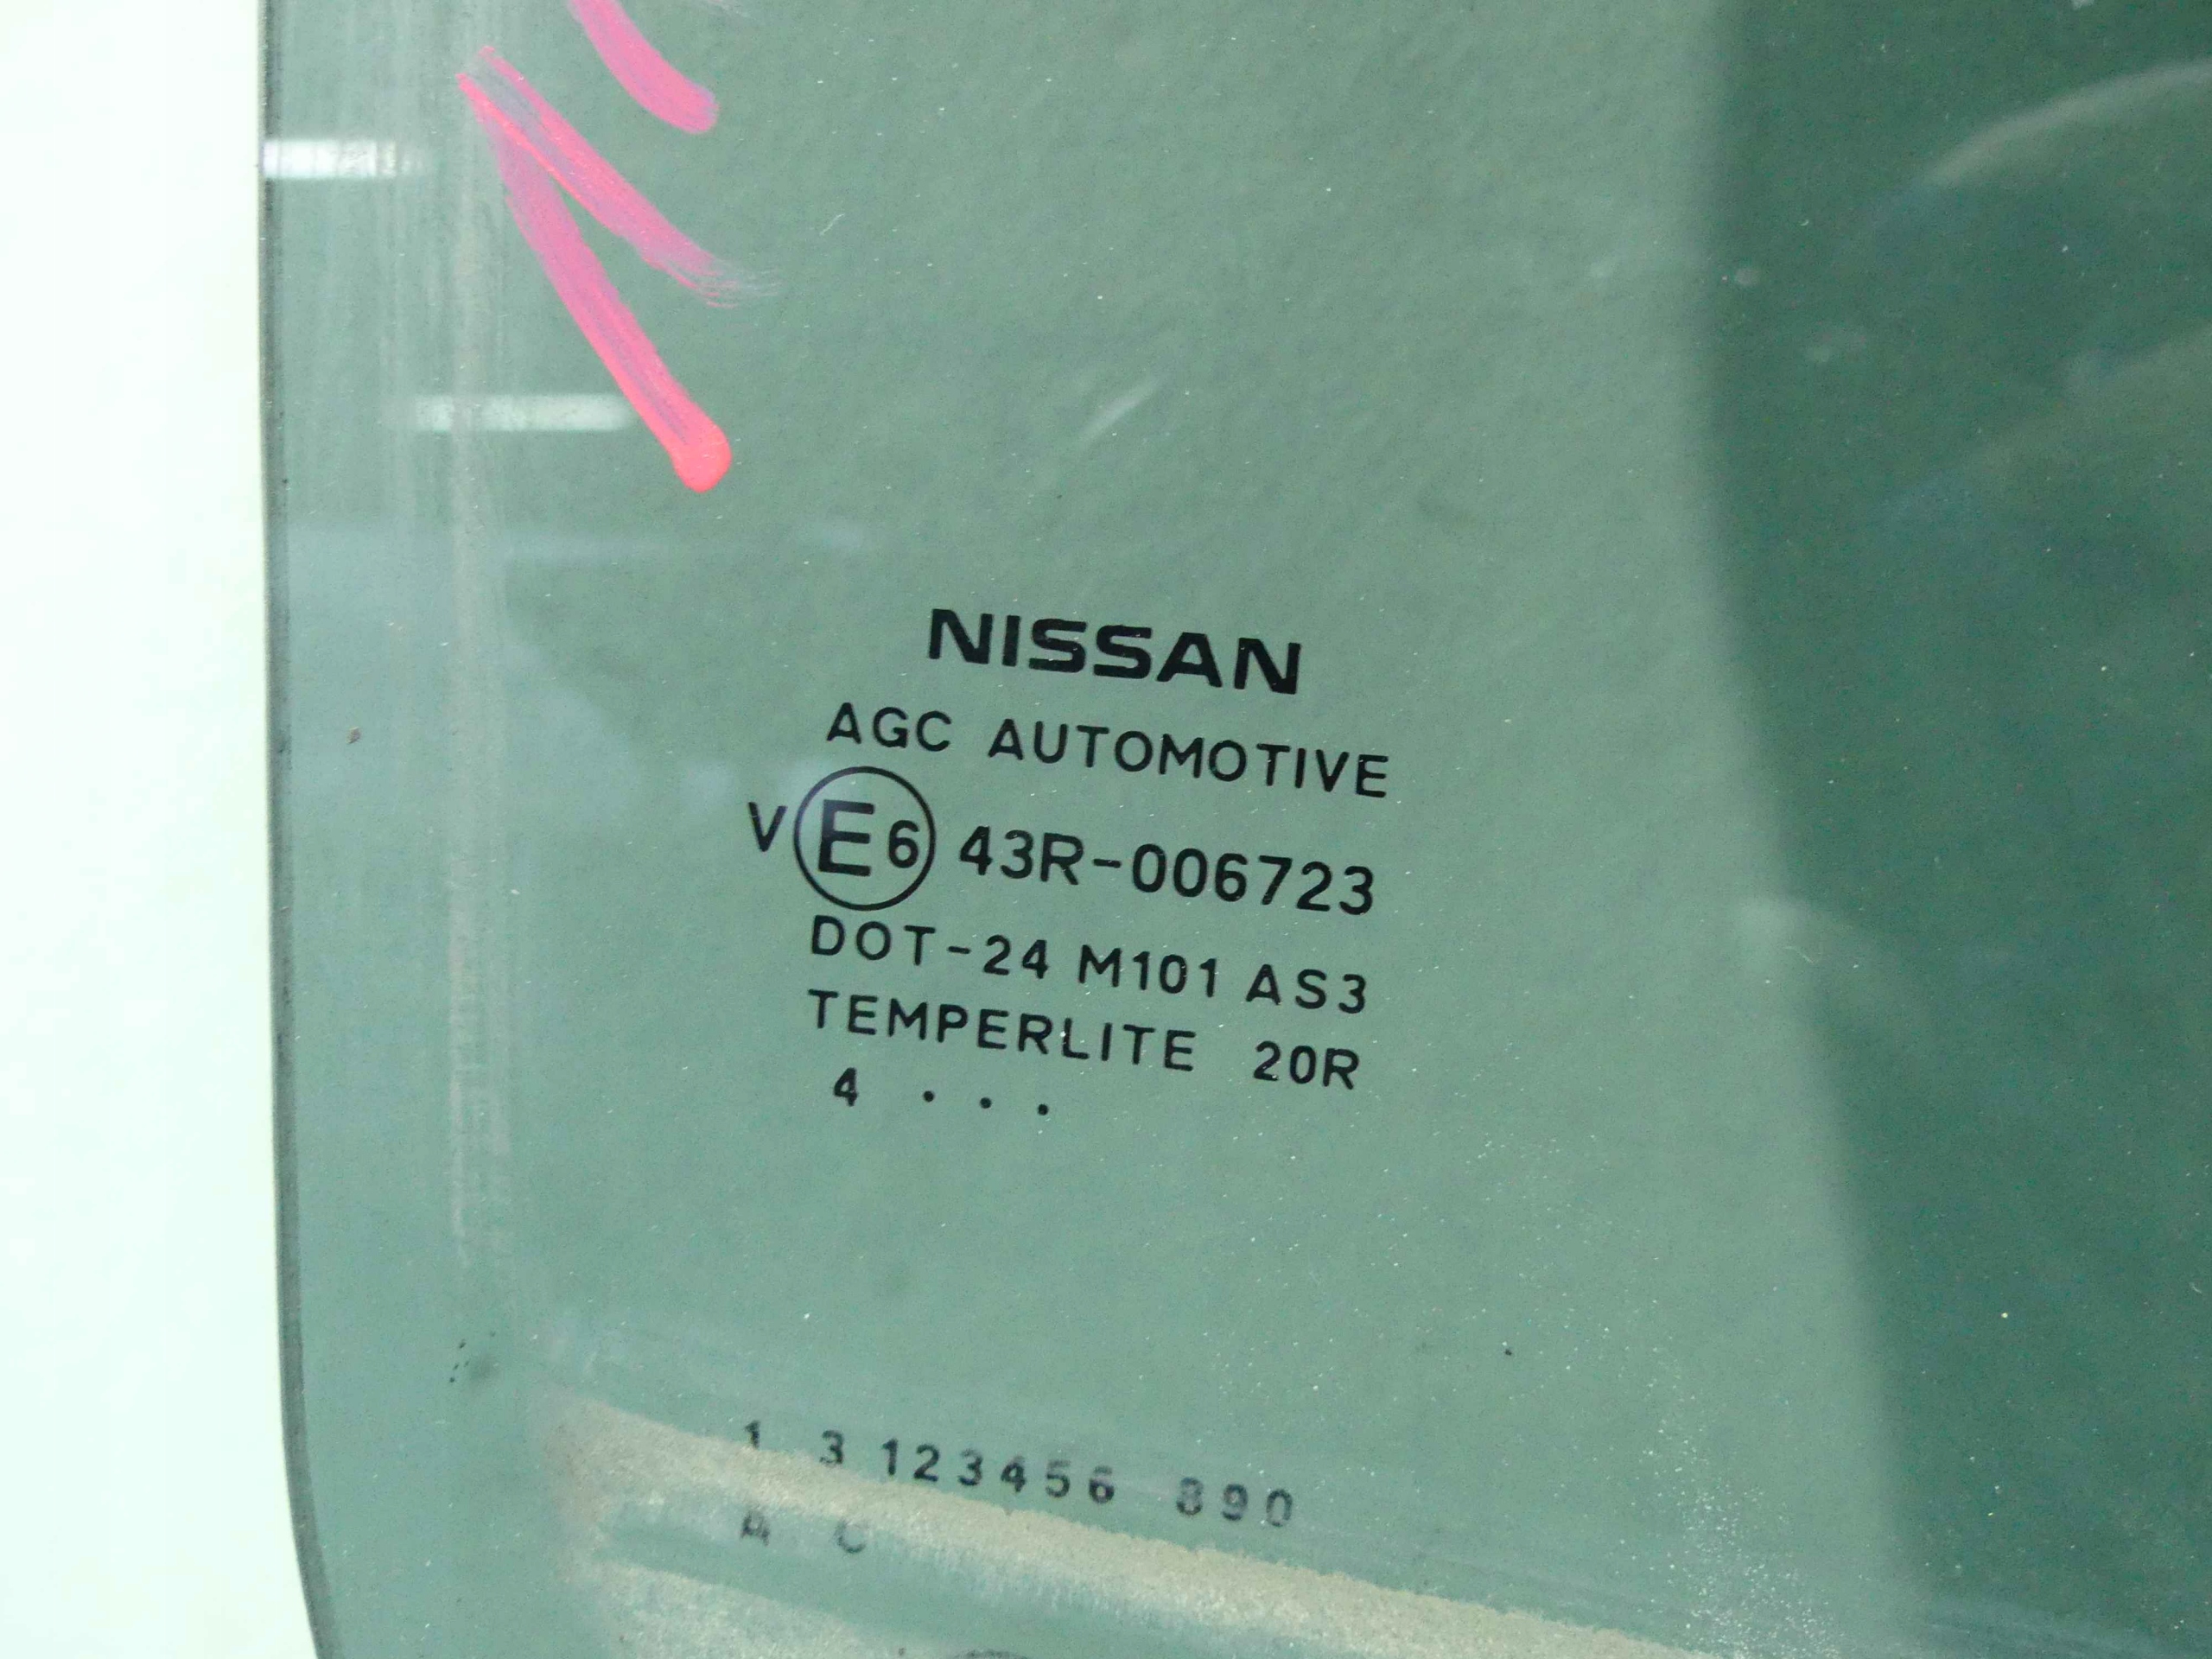 NISSAN
AGC AUTOMOTIVE
V E6 43R-006723
DOT-24 M101 AS3
TEMPERLITE 20R
4 . . .
1 3 123456 890
A C